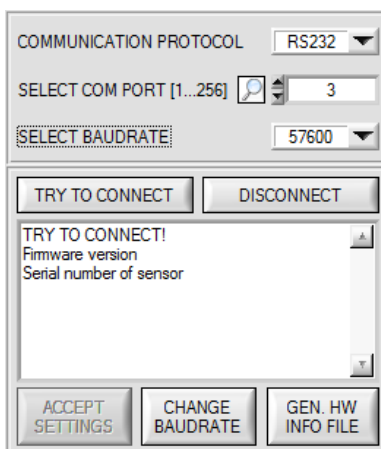 COMMUNICATION PROTOCOL RS232
SELECT COM PORT [1...256] 3
SELECT BAUDRATE 57600
TRY TO CONNECT DISCONNECT
TRY TO CONNECT!
Firmware version
Serial number of sensor
ACCEPT SETTINGS CHANGE BAUDRATE GEN. HW INFO FILE